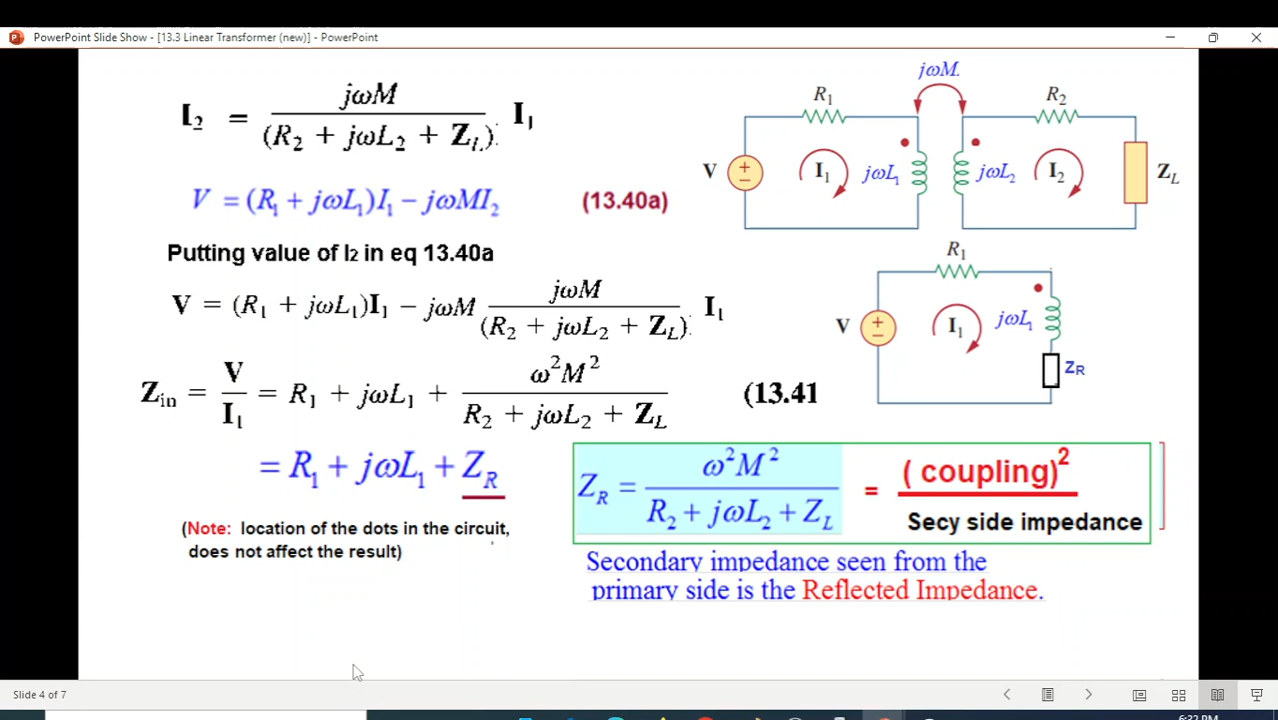 PowerPoint Slide Show - [13.3 Linear Transformer (new)] - PowerPoint
I₂ = jωM / (R₂ + jωL₂ + Z_L) I₁
V = (R₁ + jωL₁)I₁ − jωMI₂ (13.40a)
Putting value of I₂ in eq 13.40a
V = (R₁ + jωL₁)I₁ − jωM jωM / (R₂ + jωL₂ + Z_L) I₁
Z_in = V / I₁ = R₁ + jωL₁ + ω²M² / R₂ + jωL₂ + Z_L (13.41
= R₁ + jωL₁ + Z_R
(Note: location of the dots in the circuit,
does not affect the result)
jωM.
R₁ R₂
V + − I₁ jωL₁ jωL₂ I₂ Z_L
R₁
V + − I₁ jωL₁
Z_R
Z_R = ω²M² / R₂ + jωL₂ + Z_L = ( coupling)² / Secy side impedance
Secondary impedance seen from the
primary side is the Reflected Impedance.
Slide 4 of 7
6:32 PM